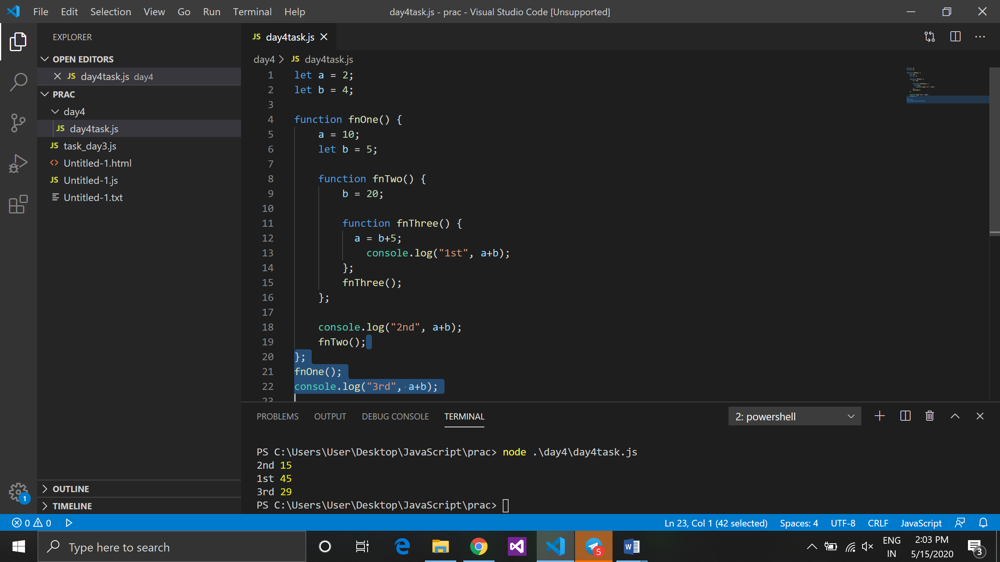 File Edit Selection View Go Run Terminal Help
day4task.js - prac - Visual Studio Code [Unsupported]
EXPLORER
OPEN EDITORS
JS day4task.js day4
PRAC
day4
JS day4task.js
JS task_day3.js
<> Untitled-1.html
JS Untitled-1.js
Untitled-1.txt
OUTLINE
TIMELINE
1
JS day4task.js
day4 > JS day4task.js
1 let a = 2;
2 let b = 4;
3
4 function fnOne() {
5 a = 10;
6 let b = 5;
7
8 function fnTwo() {
9 b = 20;
10
11 function fnThree() {
12 a = b+5;
13 console.log("1st", a+b);
14 };
15 fnThree();
16 };
17
18 console.log("2nd", a+b);
19 fnTwo();
20 };
21 fnOne();
22 console.log("3rd", a+b);
23
PROBLEMS OUTPUT DEBUG CONSOLE TERMINAL
2: powershell
PS C:\Users\User\Desktop\JavaScript\prac> node .\day4\day4task.js
2nd 15
1st 45
3rd 29
PS C:\Users\User\Desktop\JavaScript\prac>
0 0
Ln 23, Col 1 (42 selected) Spaces: 4 UTF-8 CRLF JavaScript
Type here to search
5
W
ENG
IN
2:03 PM
5/15/2020
3